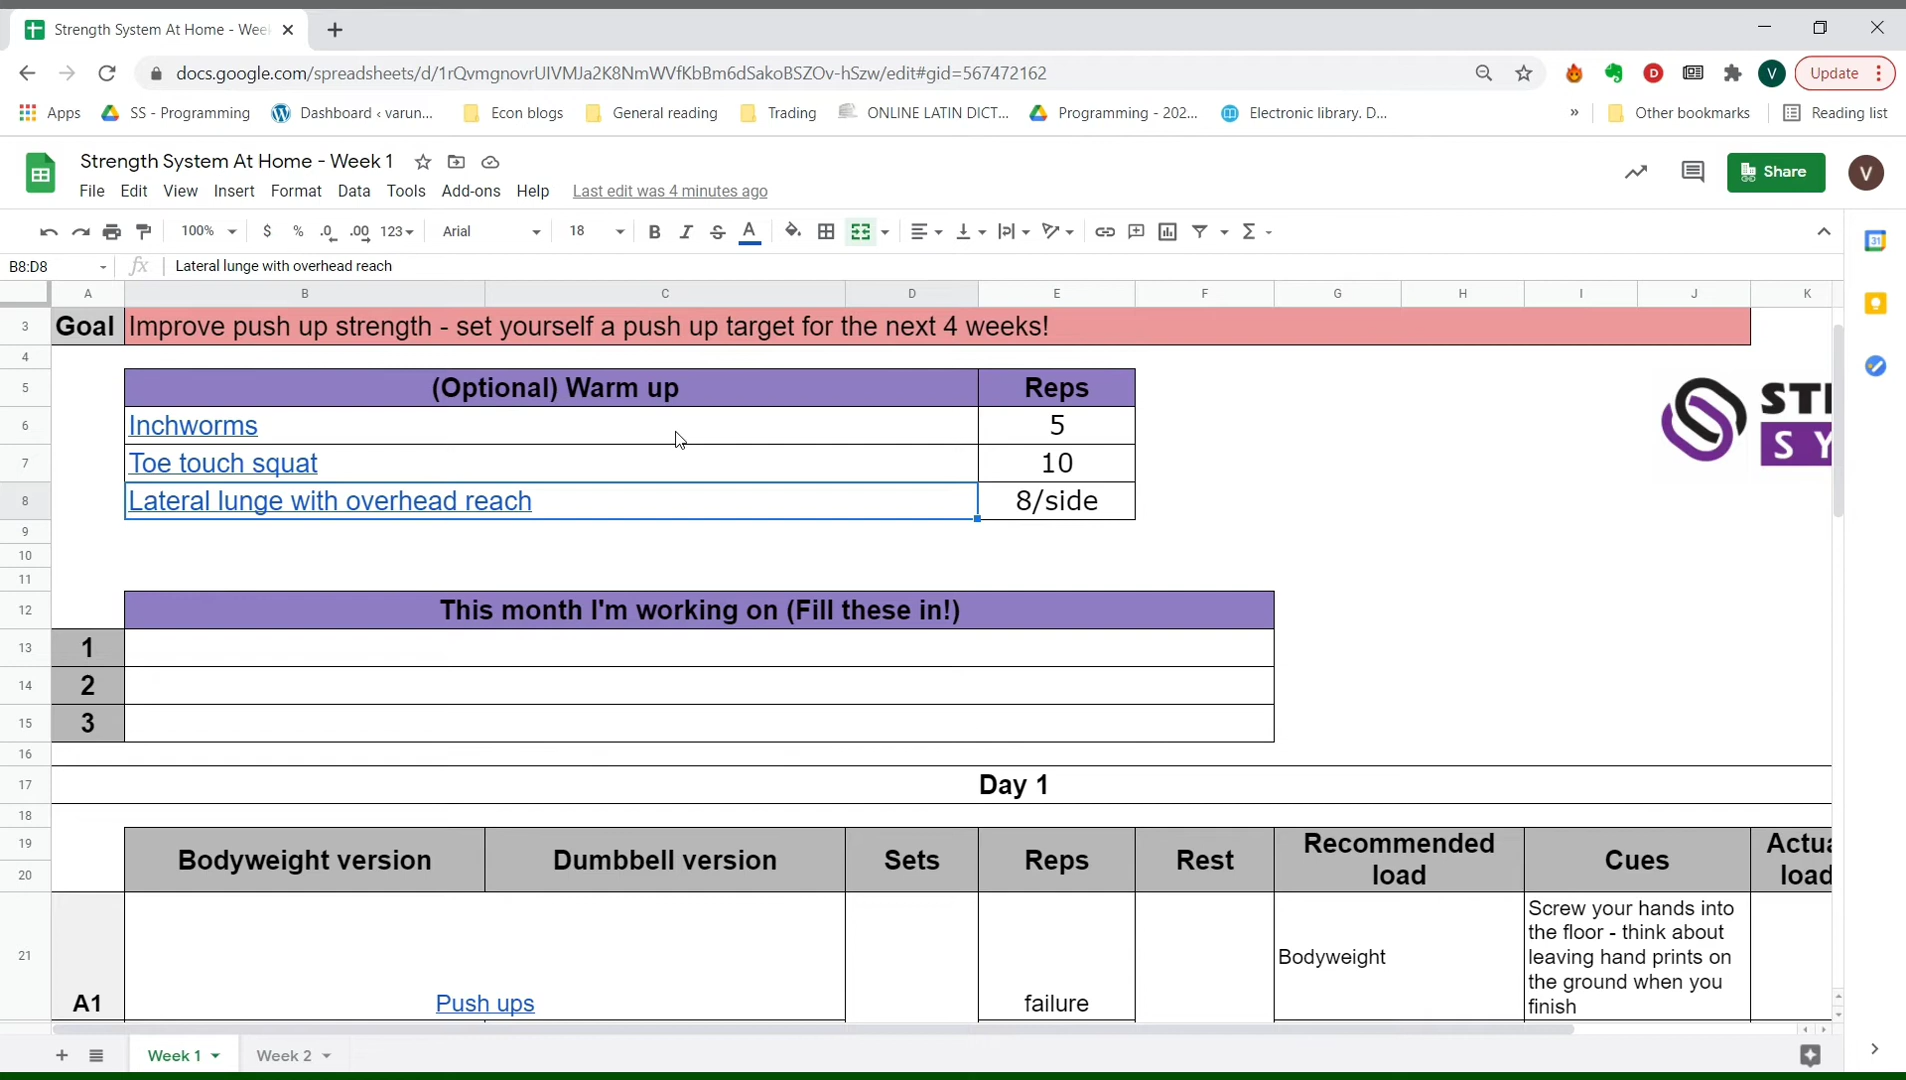 Strength System At Home - Wee
docs.google.com/spreadsheets/d/1rQvmgnovrUIVMJa2K8NmWVfKbBm6dSakoBSZOv-hSzw/edit#gid=567472162
V
Update
Apps
SS - Programming
Dashboard ‹ varun...
Econ blogs
General reading
Trading
ONLINE LATIN DICT...
Programming - 202...
Electronic library. D...
»
Other bookmarks
Reading list
Strength System At Home - Week 1
File Edit View Insert Format Data Tools Add-ons Help Last edit was 4 minutes ago
Share
V
100% $ % .0 .00 123 Arial 18 B I S A Σ
31
B8:D8 fx Lateral lunge with overhead reach
A B C D E F G H I J K
3 Goal Improve push up strength - set yourself a push up target for the next 4 weeks!
4
5 (Optional) Warm up Reps
6 Inchworms 5
7 Toe touch squat 10
8 Lateral lunge with overhead reach 8/side
9
10
11
12 This month I'm working on (Fill these in!)
13 1
14 2
15 3
16
17 Day 1
18
19
20
Bodyweight version Dumbbell version Sets Reps Rest Recommended load Cues Actua load
21
A1 Push ups failure Bodyweight
Screw your hands into
the floor - think about
leaving hand prints on
the ground when you
finish
Week 1 Week 2